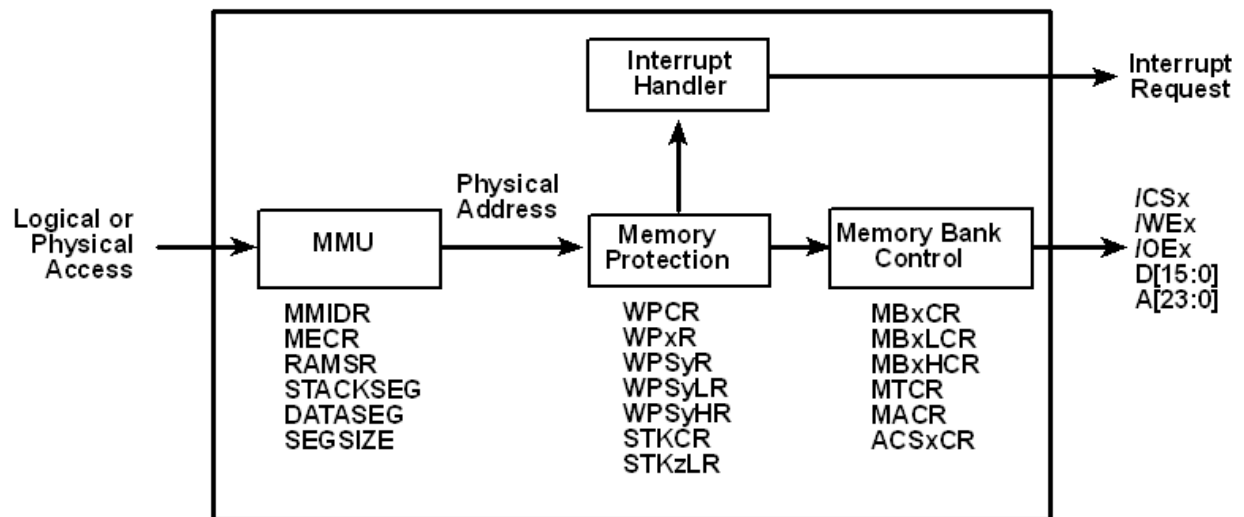 Interrupt
Handler
Interrupt
Request
Logical or
Physical
Access
MMU
Physical
Address
Memory
Protection
Memory Bank
Control
/CSx
/WEx
/OEx
D[15:0]
A[23:0]
MMIDR
MECR
RAMSR
STACKSEG
DATASEG
SEGSIZE
WPCR
WPxR
WPSyR
WPSyLR
WPSyHR
STKCR
STKzLR
MBxCR
MBxLCR
MBxHCR
MTCR
MACR
ACSxCR